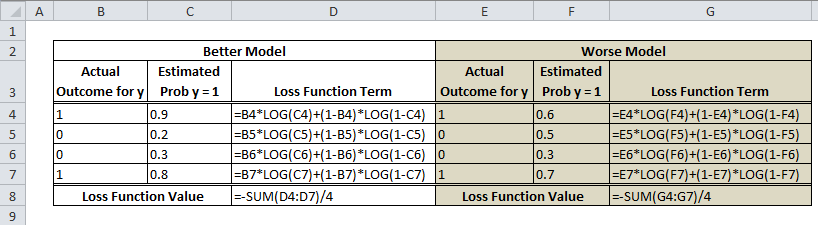 A B C D E F G
1
2 Better Model Worse Model
3 Actual Outcome for y Estimated Prob y = 1 Loss Function Term Actual Outcome for y Estimated Prob y = 1 Loss Function Term
4 1 0.9 =B4*LOG(C4)+(1-B4)*LOG(1-C4) 1 0.6 =E4*LOG(F4)+(1-E4)*LOG(1-F4)
5 0 0.2 =B5*LOG(C5)+(1-B5)*LOG(1-C5) 0 0.5 =E5*LOG(F5)+(1-E5)*LOG(1-F5)
6 0 0.3 =B6*LOG(C6)+(1-B6)*LOG(1-C6) 0 0.3 =E6*LOG(F6)+(1-E6)*LOG(1-F6)
7 1 0.8 =B7*LOG(C7)+(1-B7)*LOG(1-C7) 1 0.7 =E7*LOG(F7)+(1-E7)*LOG(1-F7)
8 Loss Function Value =-SUM(D4:D7)/4 Loss Function Value =-SUM(G4:G7)/4
9